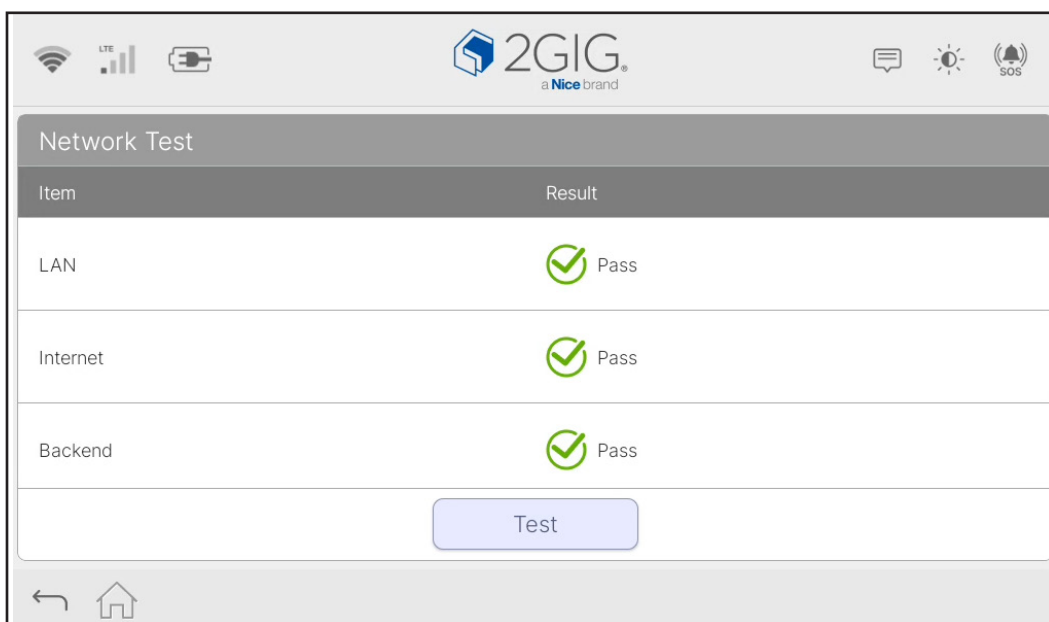 LTE
2GIG®
a Nice brand
SOS
Network Test
Item Result
LAN Pass
Internet Pass
Backend Pass
Test